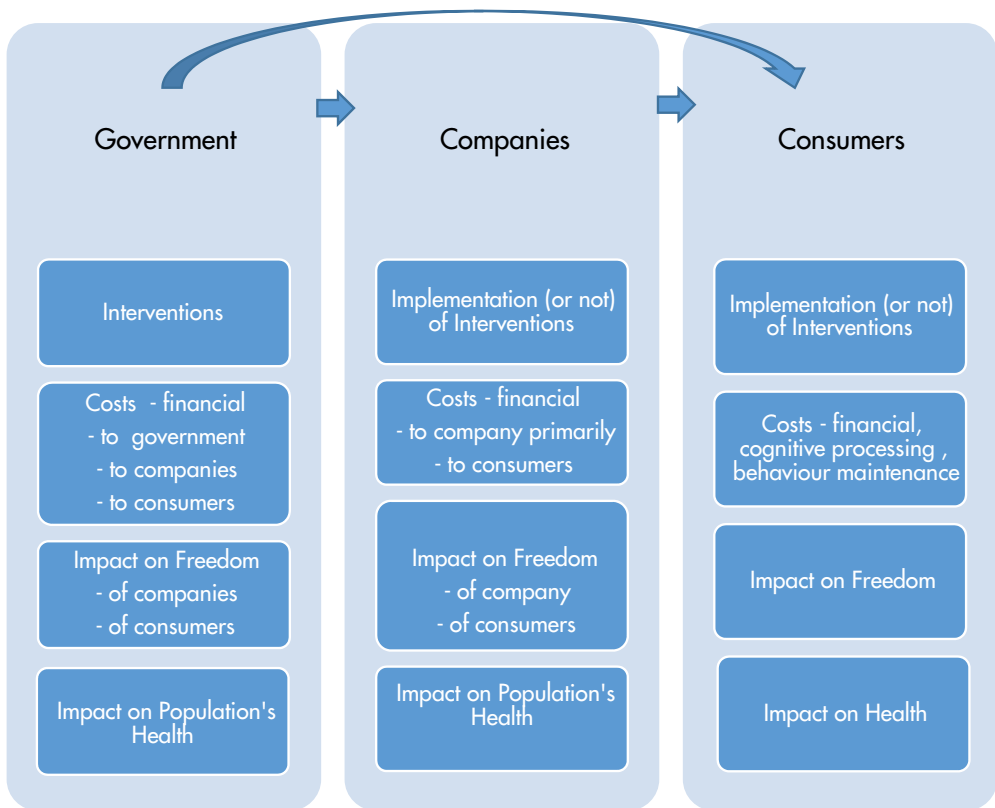 Government
Interventions
Costs - financial
- to government
- to companies
- to consumers
Impact on Freedom
- of companies
- of consumers
Impact on Population's
Health
Companies
Implementation (or not)
of Interventions
Costs - financial
- to company primarily
- to consumers
Impact on Freedom
- of company
- of consumers
Impact on Population's
Health
Consumers
Implementation (or not)
of Interventions
Costs - financial,
cognitive processing ,
behaviour maintenance
Impact on Freedom
Impact on Health